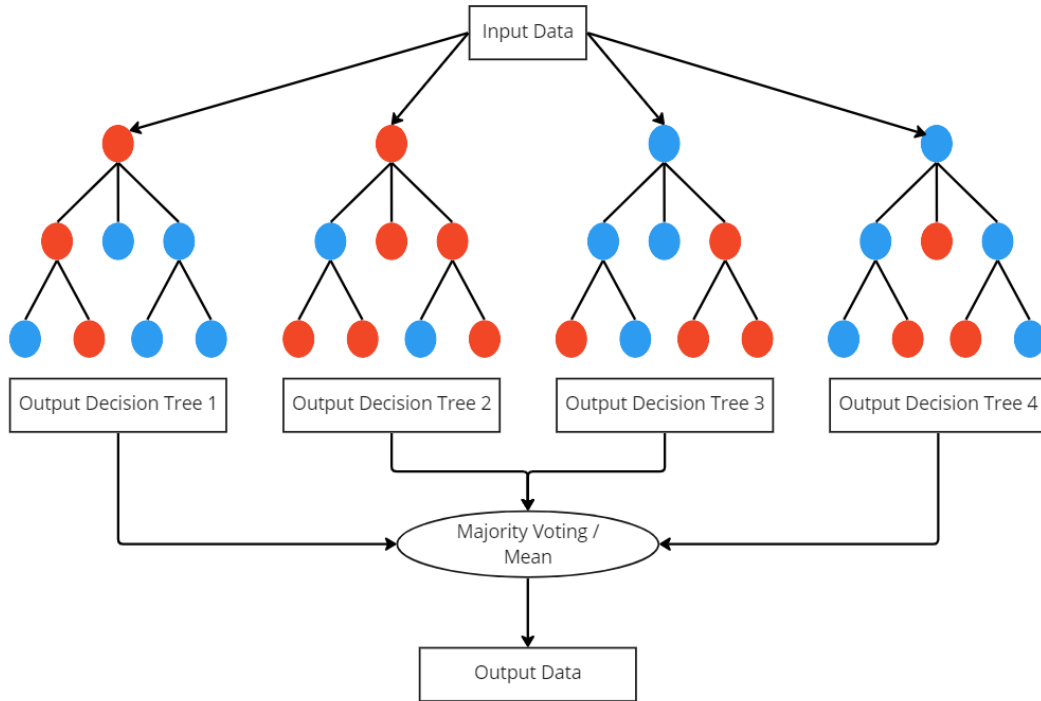 Input Data
Output Decision Tree 1
Output Decision Tree 2
Output Decision Tree 3
Output Decision Tree 4
Majority Voting /
Mean
Output Data